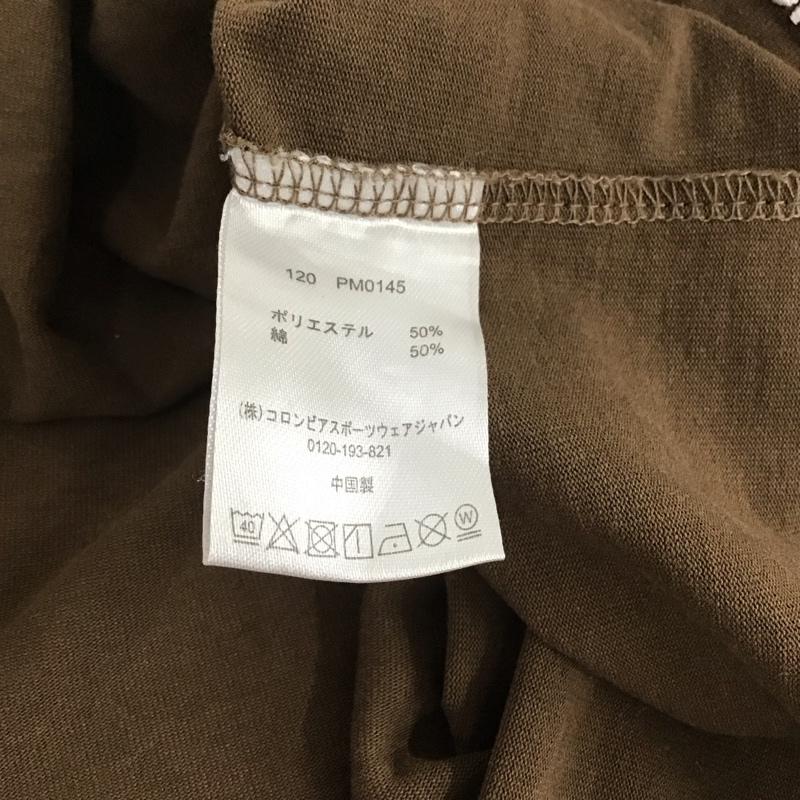 120 PM0145
ポリエステル 50%
綿 50%
(株)コロンビアスポーツウェアジャパン
0120-193-821
中国製
40 W